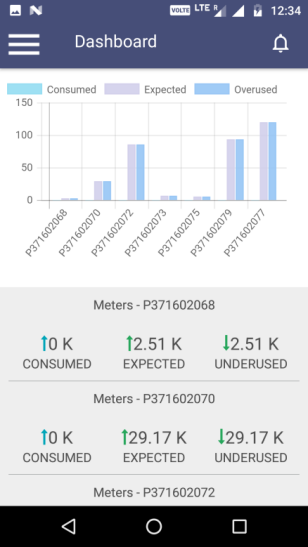 VOLTE LTE R 12:34
Dashboard
Consumed Expected Overused
150
100
50
0
P371602068 P371602070 P371602072 P371602073 P371602075 P371602079 P371602077
Meters - P371602068
↑0 K ↑2.51 K ↓2.51 K
CONSUMED EXPECTED UNDERUSED
Meters - P371602070
↑0 K ↑29.17 K ↓29.17 K
CONSUMED EXPECTED UNDERUSED
Meters - P371602072